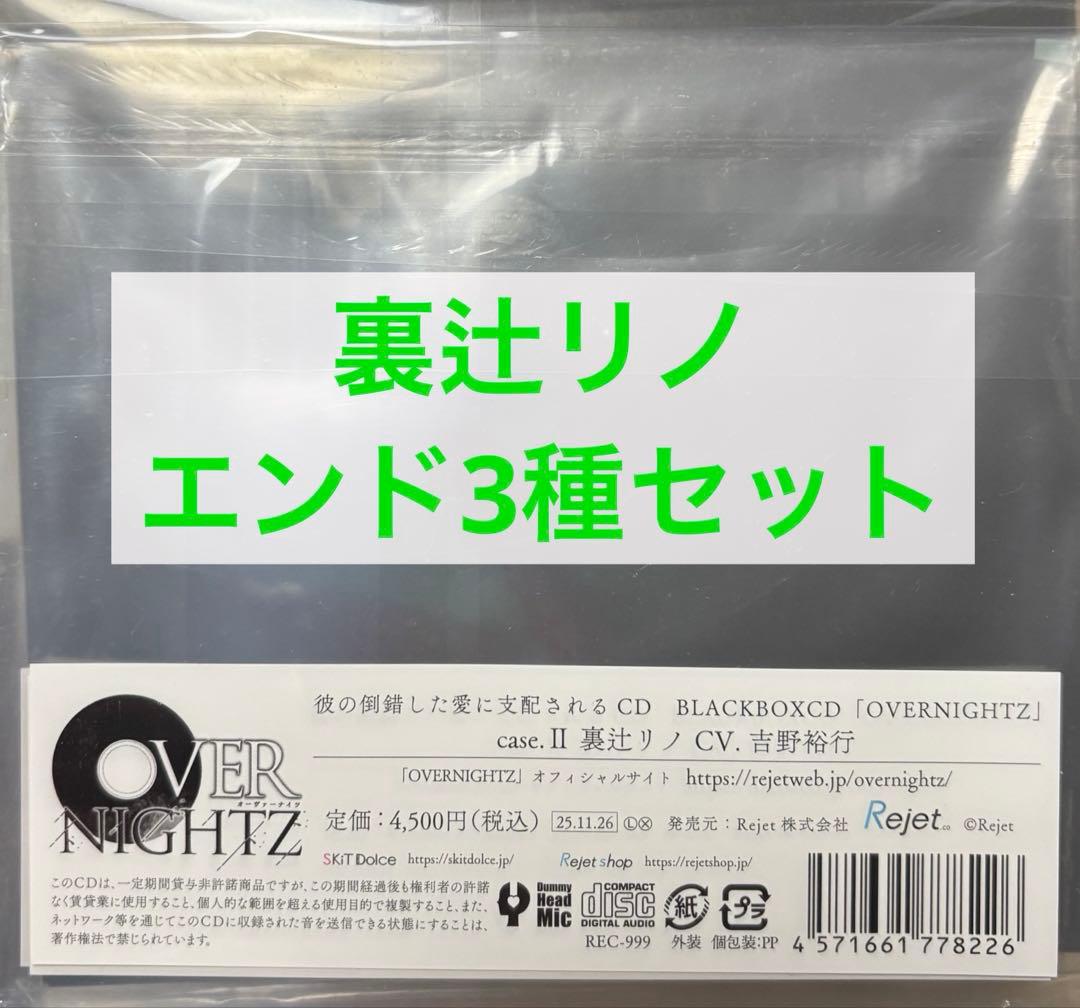 裏辻リノ
エンド3種セット
OVER
オーヴァーナイツ
NIGHTZ
彼の倒錯した愛に支配されるCD BLACKBOXCD「OVERNIGHTZ」
case.Ⅱ 裏辻リノ CV. 吉野裕行
「OVERNIGHTZ」オフィシャルサイト https://rejetweb.jp/overnightz/
定価：4,500円(税込) 25.11.26 Ⓛ🅧 発売元：Rejet 株式会社 Rejet co. ©Rejet
SKiT Dolce https://skitdolce.jp/ Rejet shop https://rejetshop.jp/
このCDは、一定期間貸与非許諾商品ですが、この期間経過後も権利者の許諾
なく賃貸業に使用すること、個人的な範囲を超える使用目的で複製すること、また、
ネットワーク等を通じてこのCDに収録された音を送信できる状態にすることは、
著作権法で禁じられています。
Dummy
Head
Mic
COMPACT
disc
DIGITAL AUDIO
REC-999
紙
外装
プラ
個包装:PP
4 571661 778226